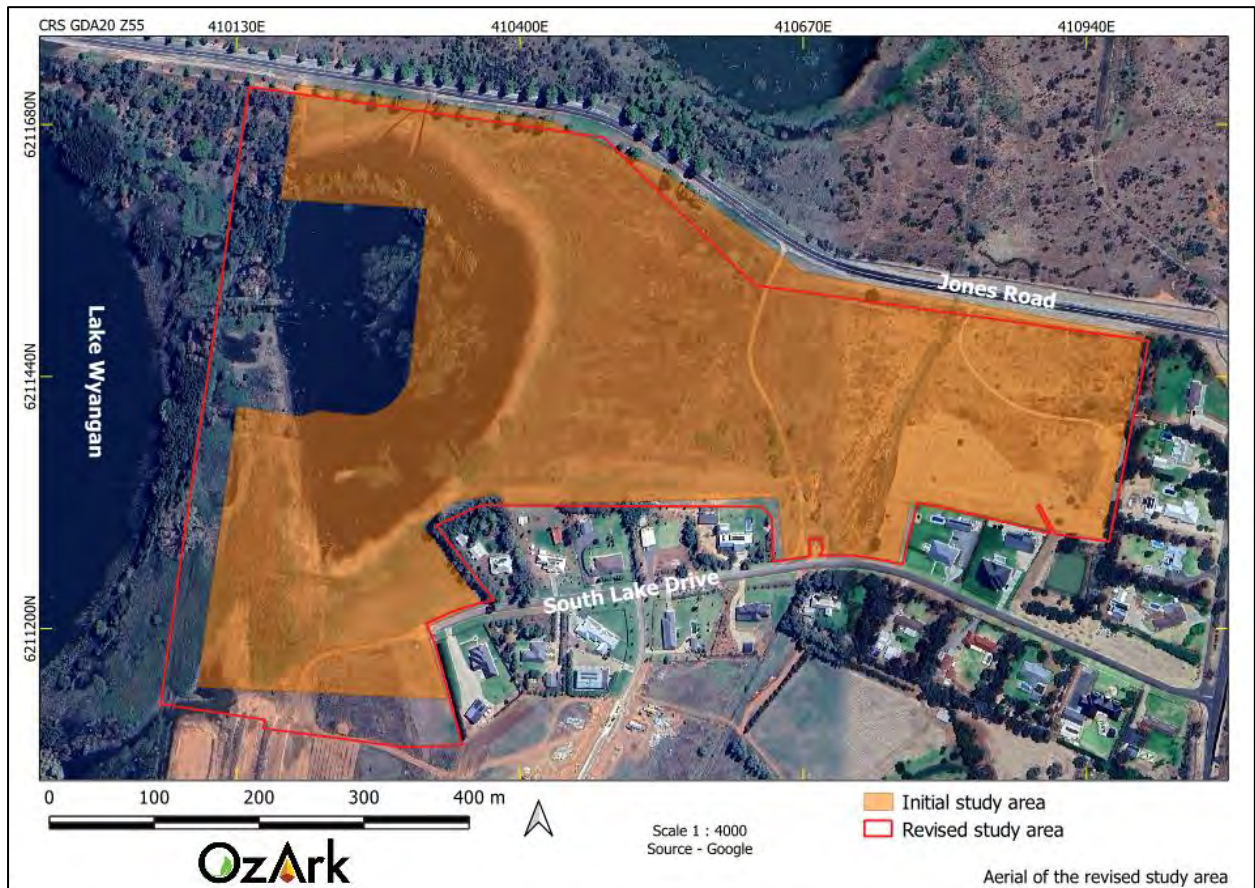 CRS GDA20 Z55
410130E
410400E
410670E
410940E
6211680N
6211440N
6211200N
Lake Wyangan
Jones Road
South Lake Drive
0 100 200 300 400 m
Scale 1 : 4000
Source - Google
Initial study area
Revised study area
OzArk
Aerial of the revised study area